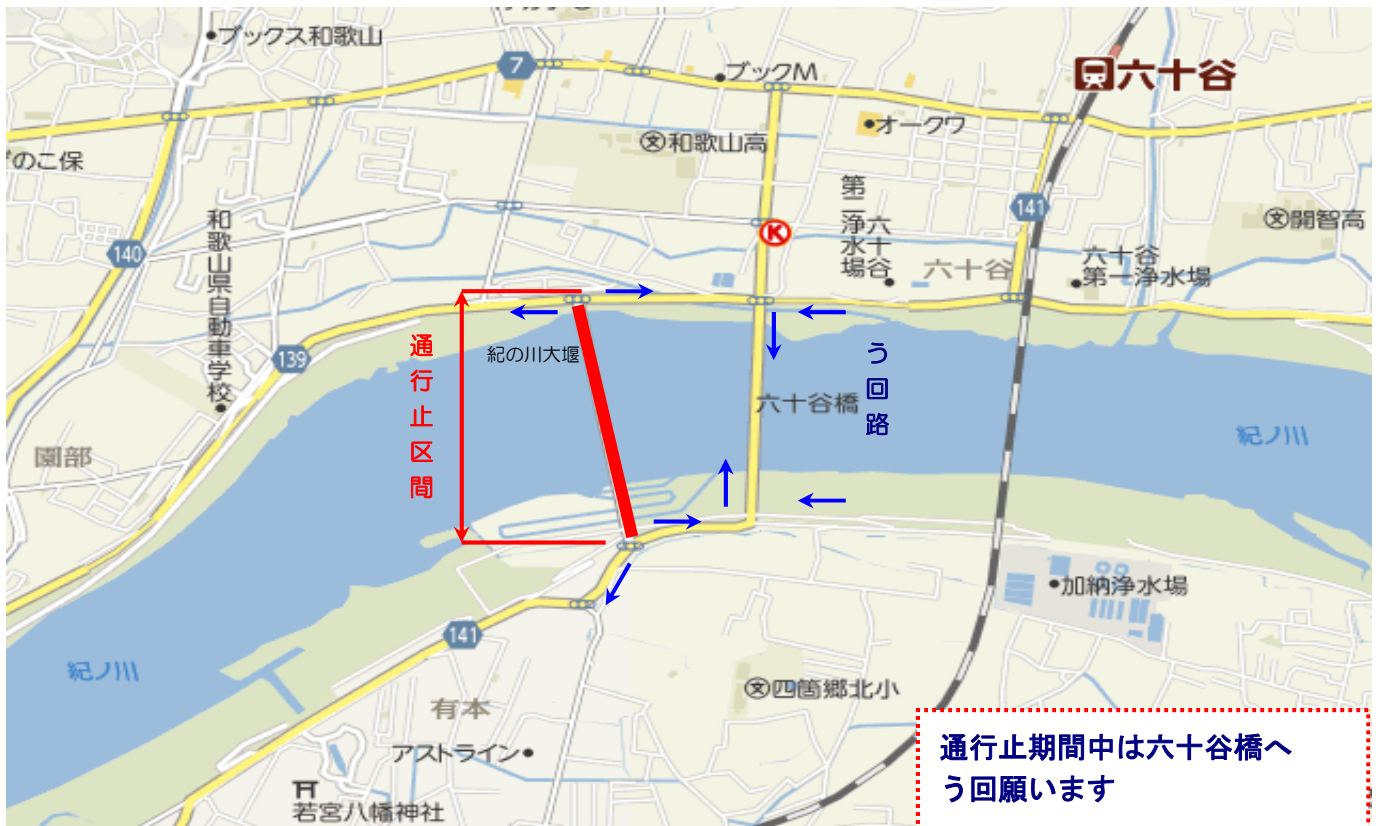 ブックス和歌山
7
ブックM
六十谷
オークワ
和歌山高
のこ保
141
開智高
140
和歌山県自動車学校
第二浄水場
六十谷
六十谷
六十谷
第一浄水場
139
通行止区間
紀の川大堰
う回路
六十谷橋
紀ノ川
園部
加納浄水場
141
紀ノ川
四箇郷北小
有本
アストライン
若宮八幡神社
通行止期間中は六十谷橋へ
う回願います